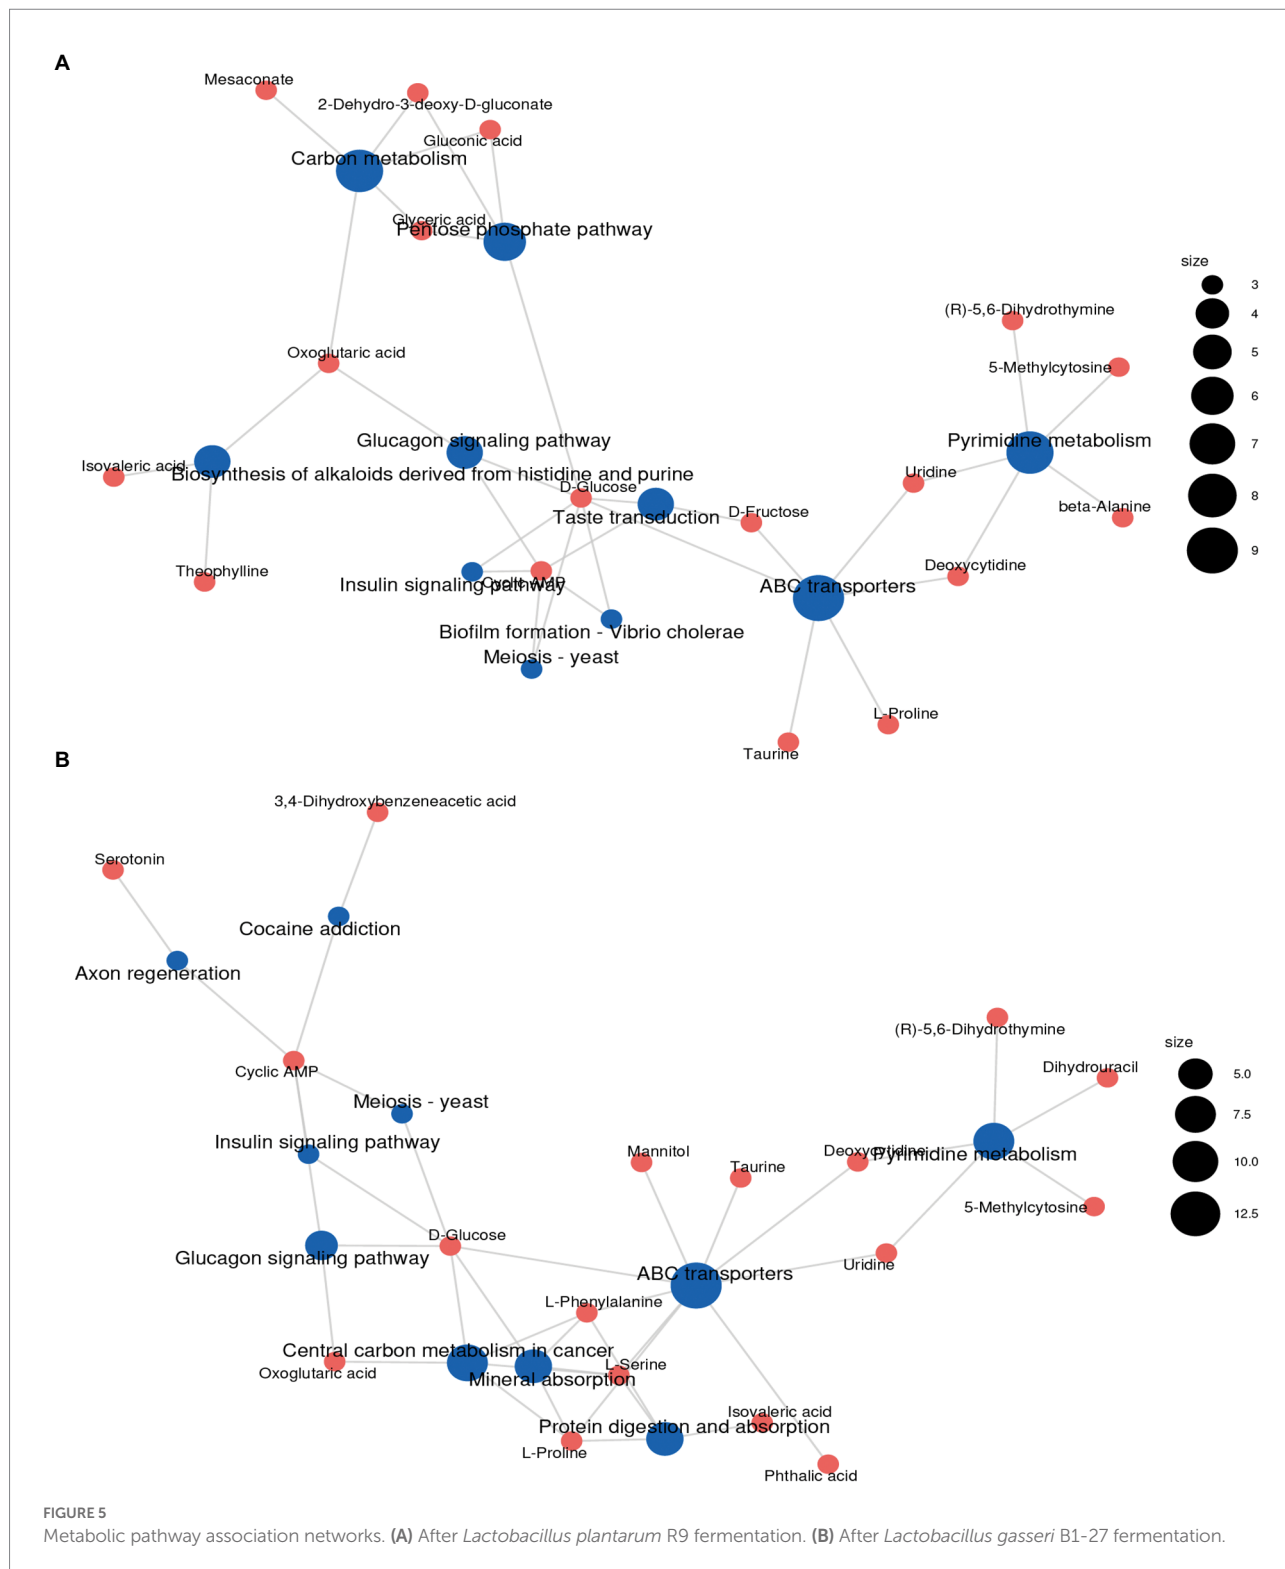 A
Mesaconate
2-Dehydro-3-deoxy-D-gluconate
Gluconic acid
Carbon metabolism
Glyceric acid
Pentose phosphate pathway
size
3
(R)-5,6-Dihydrothymine
4
Oxoglutaric acid
5
5-Methylcytosine
6
Glucagon signaling pathway
Pyrimidine metabolism
7
Isovaleric acid
Biosynthesis of alkaloids derived from histidine and purine
Uridine
D-Glucose
8
beta-Alanine
D-Fructose
Taste transduction
9
Deoxycytidine
Theophylline
Cyclic AMP
Insulin signaling pathway
ABC transporters
Biofilm formation - Vibrio cholerae
Meiosis - yeast
L-Proline
Taurine
B
3,4-Dihydroxybenzeneacetic acid
Serotonin
Cocaine addiction
Axon regeneration
(R)-5,6-Dihydrothymine
size
Dihydrouracil
Cyclic AMP
5.0
Meiosis - yeast
7.5
Insulin signaling pathway
Mannitol
Deoxycytidine
Pyrimidine metabolism
10.0
Taurine
5-Methylcytosine
12.5
D-Glucose
Glucagon signaling pathway
Uridine
ABC transporters
L-Phenylalanine
Central carbon metabolism in cancer
L-Serine
Oxoglutaric acid
Mineral absorption
Isovaleric acid
Protein digestion and absorption
L-Proline
Phthalic acid
FIGURE 5
Metabolic pathway association networks. (A) After Lactobacillus plantarum R9 fermentation. (B) After Lactobacillus gasseri B1-27 fermentation.